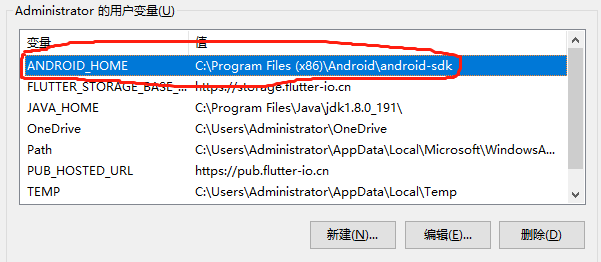 Administrator 的用户变量(U)
变量 值
ANDROID_HOME C:\Program Files (x86)\Android\android-sdk
FLUTTER_STORAGE_BASE_... https://storage.flutter-io.cn
JAVA_HOME C:\Program Files\Java\jdk1.8.0_191\
OneDrive C:\Users\Administrator\OneDrive
Path C:\Users\Administrator\AppData\Local\Microsoft\WindowsA...
PUB_HOSTED_URL https://pub.flutter-io.cn
TEMP C:\Users\Administrator\AppData\Local\Temp
新建(N)... 编辑(E)... 删除(D)